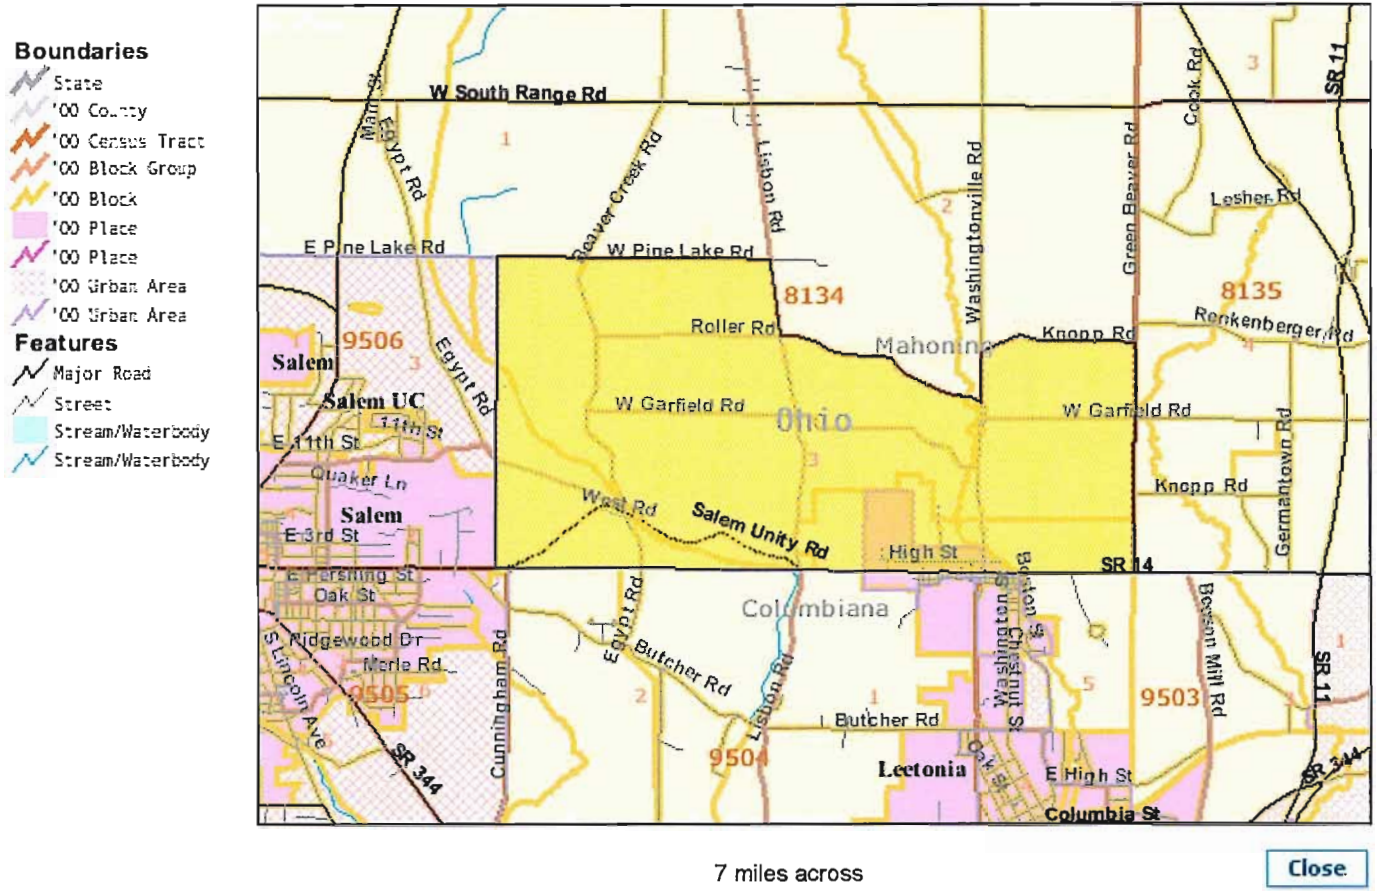 Boundaries
State
'00 County
'00 Census Tract
'00 Block Group
'00 Block
'00 Place
'00 Place
'00 Urban Area
'00 Urban Area
Features
Major Road
Street
Stream/Waterbody
Stream/Waterbody
Main St
Egypt Rd
W South Range Rd
1
Beaver Creek Rd
Lisbon Rd
2
Washingtonville Rd
Green Beaver Rd
Cook Rd
3
SR 11
Lesher Rd
E Pine Lake Rd
W Pine Lake Rd
8134
8135
9506
3
Egypt Rd
Roller Rd
Mahoning
Knopp Rd
Renkenberger Rd
4
Salem
Salem UC
11th St
E 11th St
W Garfield Rd
Ohio
W Garfield Rd
3
Germantown Rd
Quaker Ln
Knopp Rd
West Rd
Salem Unity Rd
Salem
E 3rd St
High St
SR 14
E Pershing St
Oak St
Columbiana
Boston St
Ridgewood Dr
Merle Rd
S Lincoln Ave
9505
6
SR 344
Cunningham Rd
Egypt Rd
Butcher Rd
2
Lisbon Rd
9504
1
Butcher Rd
Washington St
Chestnut St
5
9503
Beeson Mill Rd
SR 11
1
Leetonia
Oak St
E High St
Columbia St
SR 344
7 miles across
Close